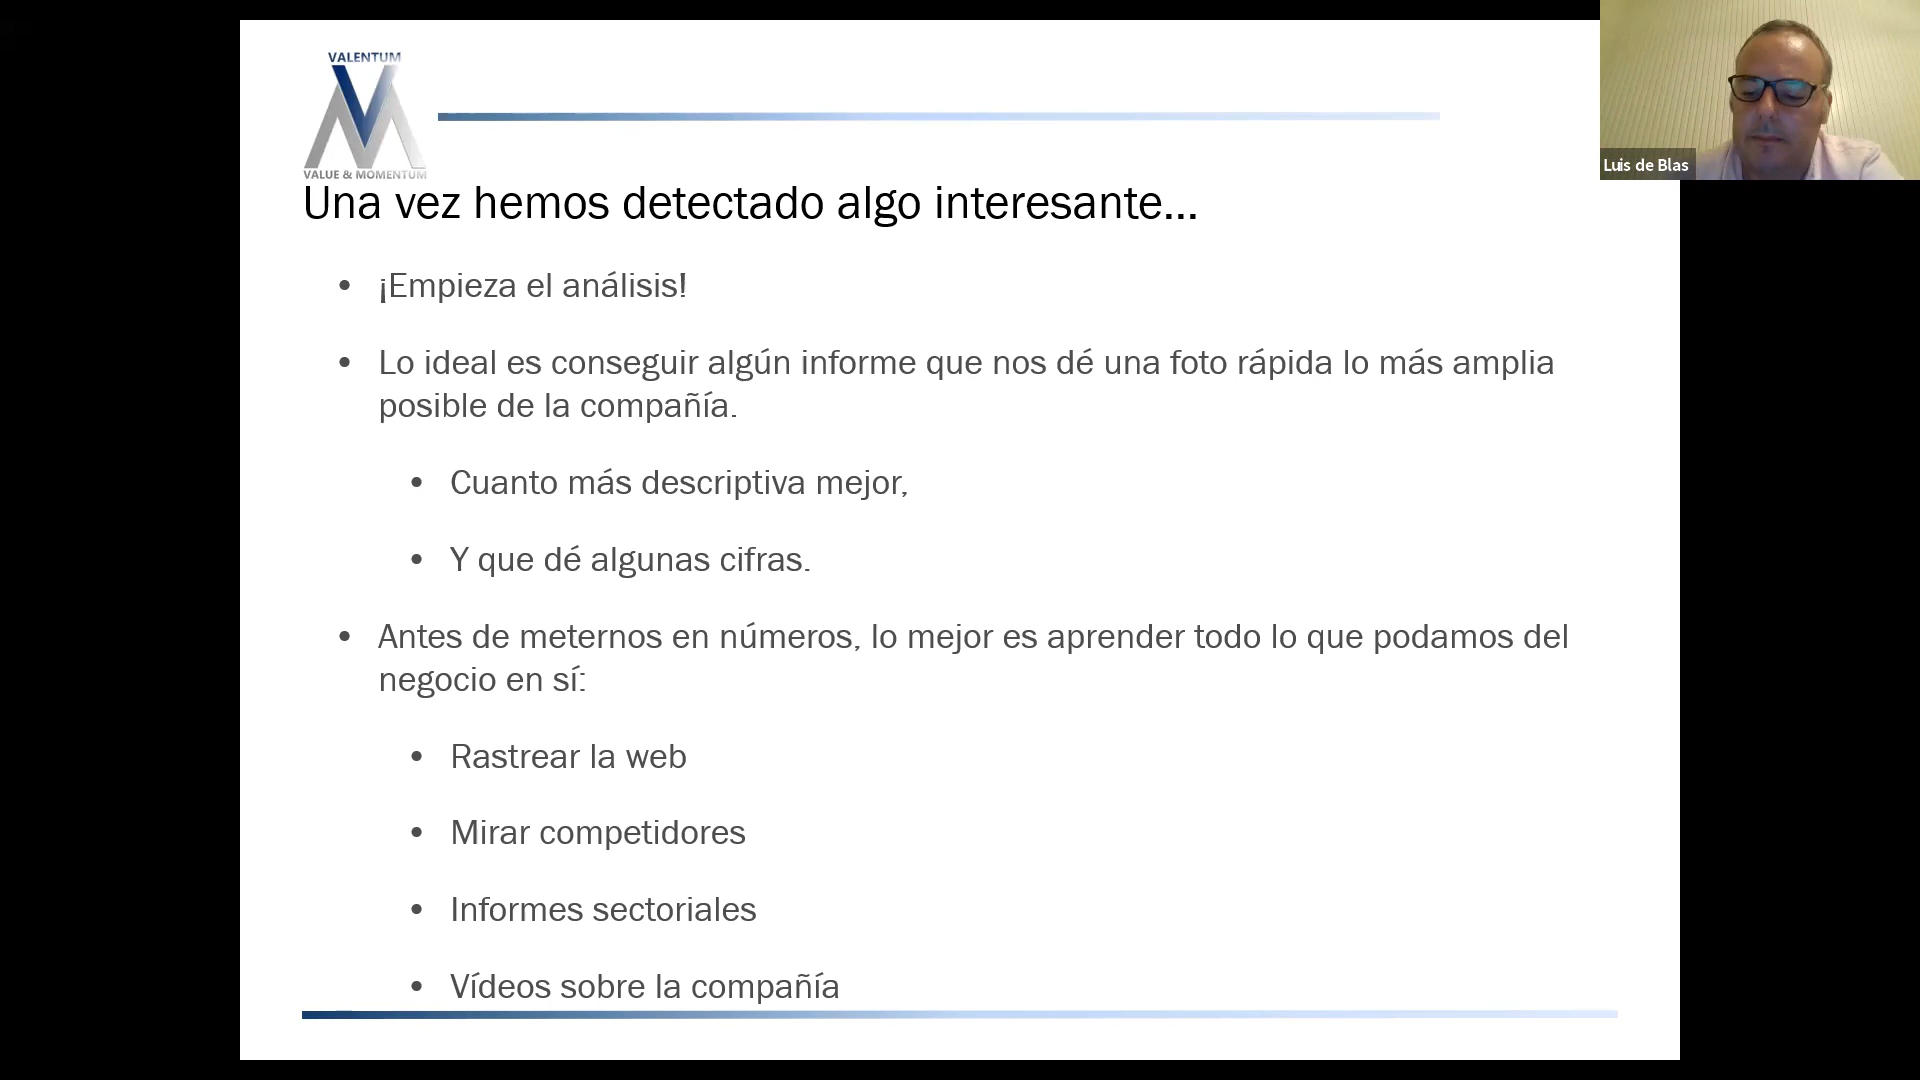 VALENTUM
VALUE & MOMENTUM
Luis de Blas
Una vez hemos detectado algo interesante...
• ¡Empieza el análisis!
• Lo ideal es conseguir algún informe que nos dé una foto rápida lo más amplia
posible de la compañía.
• Cuanto más descriptiva mejor,
• Y que dé algunas cifras.
• Antes de meternos en números, lo mejor es aprender todo lo que podamos del
negocio en sí:
• Rastrear la web
• Mirar competidores
• Informes sectoriales
• Vídeos sobre la compañía